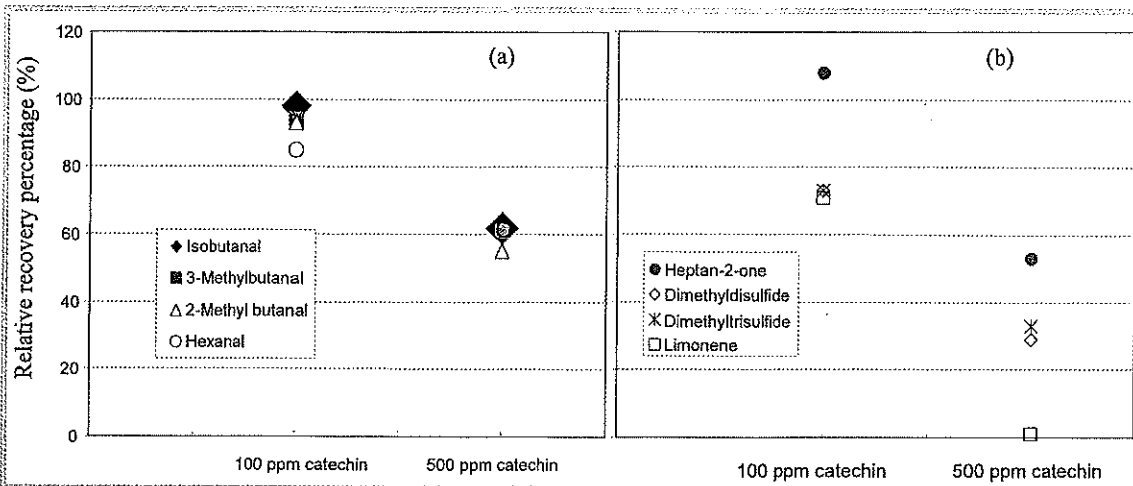 Relative recovery percentage (%)
120
100
80
60
40
20
0
(a)
Isobutanal
3-Methylbutanal
2-Methyl butanal
Hexanal
100 ppm catechin
500 ppm catechin
(b)
Heptan-2-one
Dimethyldisulfide
Dimethyltrisulfide
Limonene
100 ppm catechin
500 ppm catechin